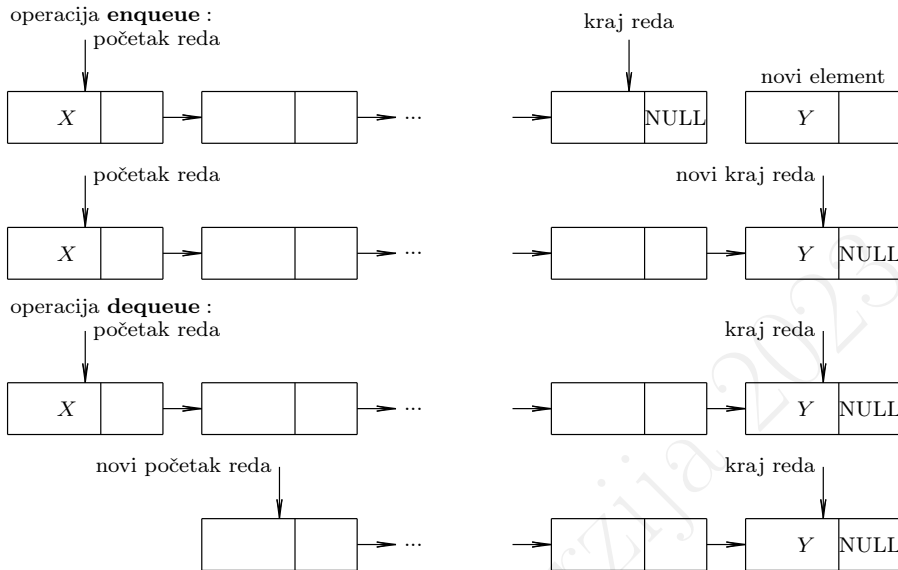 operacija enqueue :
početak reda
kraj reda
novi element
X
...
NULL
Y
početak reda
novi kraj reda
X
...
Y
NULL
operacija dequeue :
početak reda
kraj reda
X
...
Y
NULL
novi početak reda
kraj reda
...
Y
NULL
2023